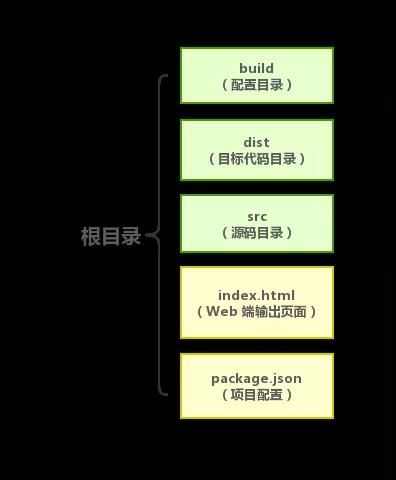 根目录
build
（配置目录）
dist
（目标代码目录）
src
（源码目录）
index.html
（Web 端输出页面）
package.json
（项目配置）